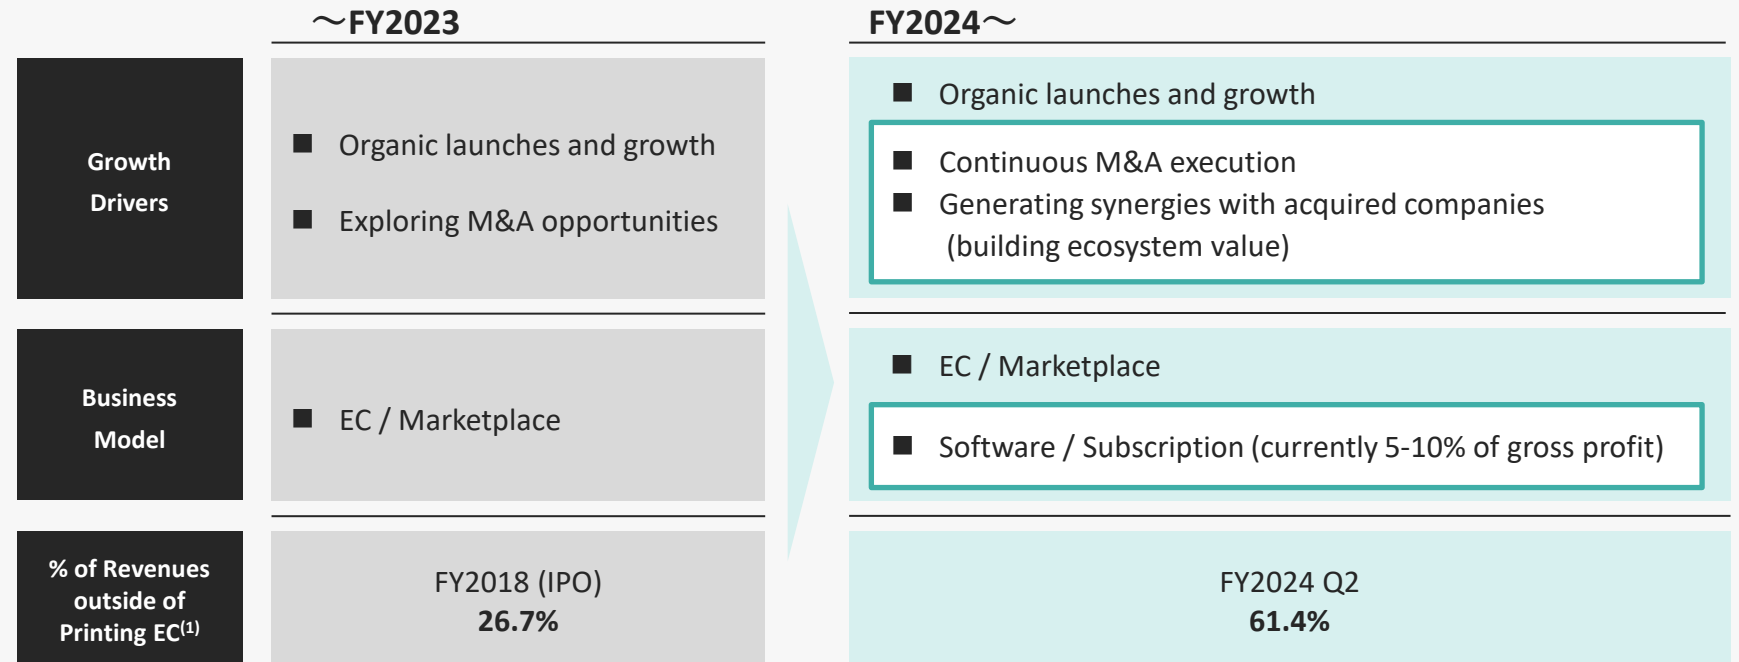 ～FY2023
FY2024～
Growth
Drivers
■ Organic launches and growth
■ Exploring M&A opportunities
■ Organic launches and growth
■ Continuous M&A execution
■ Generating synergies with acquired companies
(building ecosystem value)
Business
Model
■ EC / Marketplace
■ EC / Marketplace
■ Software / Subscription (currently 5-10% of gross profit)
% of Revenues
outside of
Printing EC(1)
FY2018 (IPO)
26.7%
FY2024 Q2
61.4%